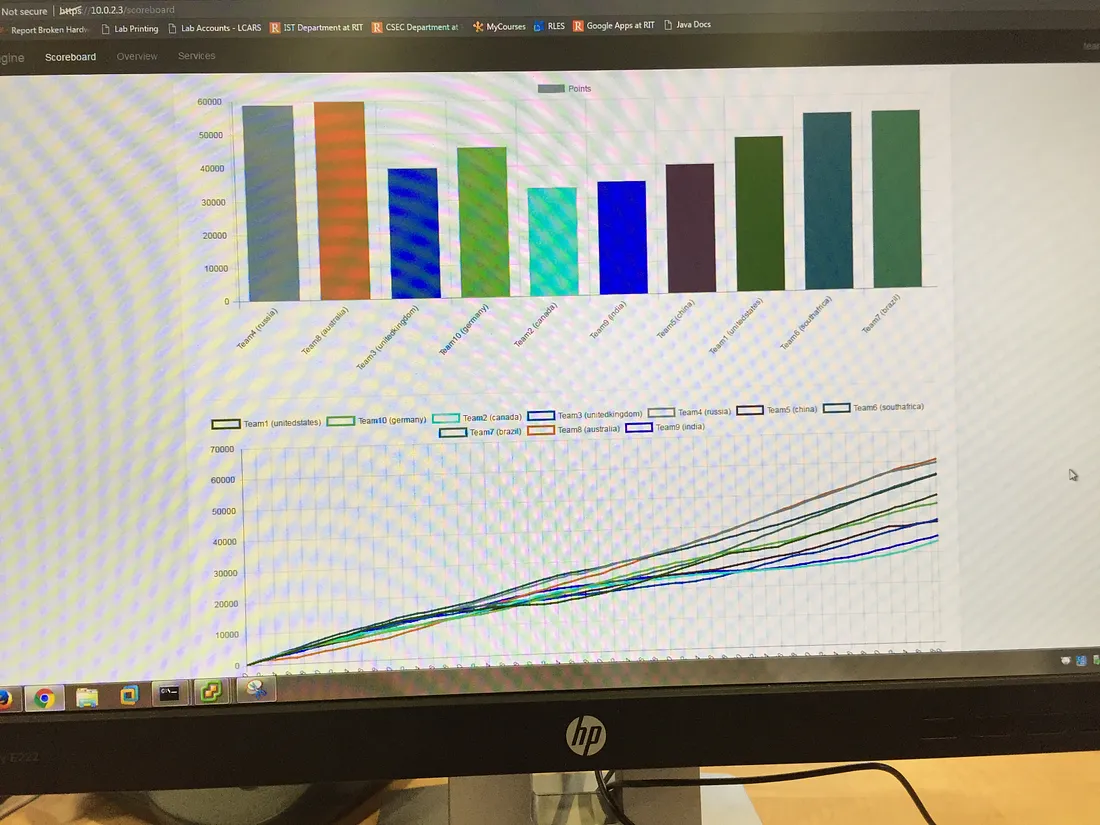 Not secure | https://10.0.2.3/scoreboard
Report Broken Hardw Lab Printing Lab Accounts - LCARS IST Department at RIT CSEC Department at MyCourses RLES Google Apps at RIT Java Docs
gine Scoreboard Overview Services
Points
60000
50000
40000
30000
20000
10000
0
Team4 (russia) Team8 (australia) Team3 (unitedkingdom) Team10 (germany) Team2 (canada) Team9 (india) Team5 (china) Team1 (unitedstates) Team6 (southafrica) Team7 (brazil)
Team1 (unitedstates) Team10 (germany) Team2 (canada) Team3 (unitedkingdom) Team4 (russia) Team5 (china) Team6 (southafrica)
Team7 (brazil) Team8 (australia) Team9 (india)
70000
60000
50000
40000
30000
20000
10000
0
hp
E222